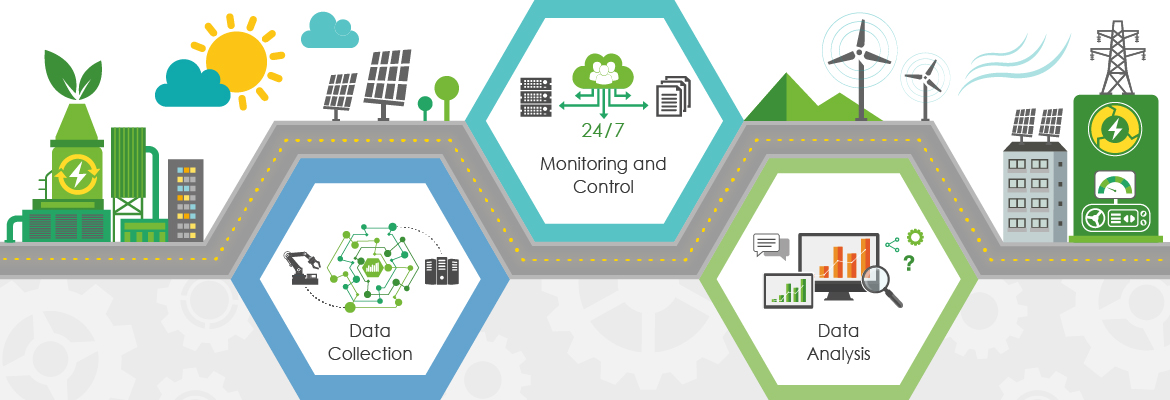 24/7
Monitoring and
Control
Data
Collection
?
Data
Analysis